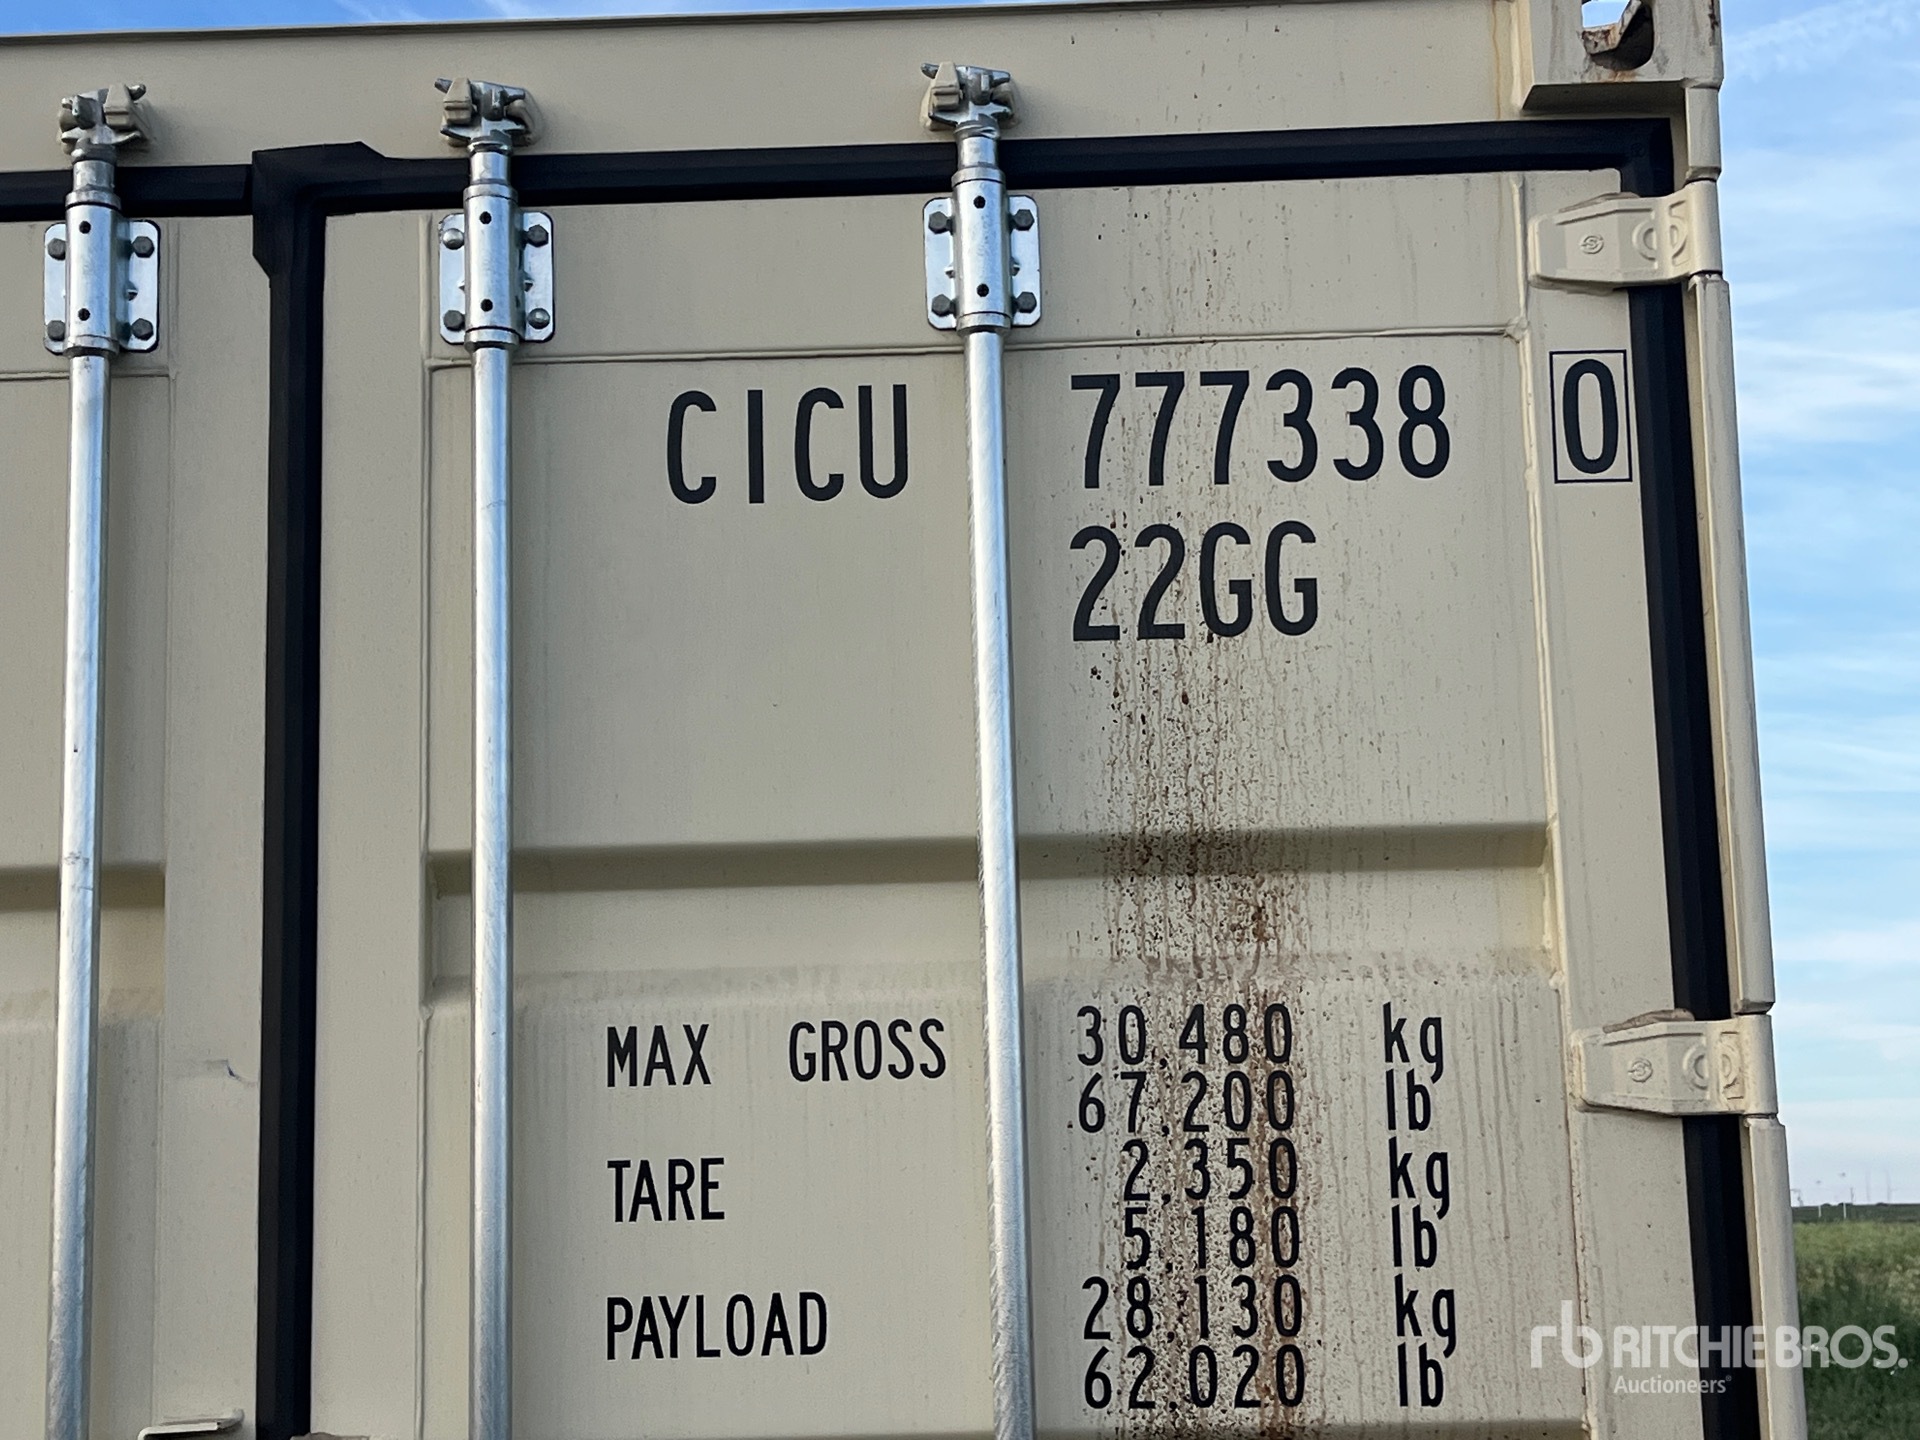 CICU 777338 0
22GG
MAX GROSS 30.480 kg
67.200 lb
TARE 2.350 kg
5.180 lb
PAYLOAD 28.130 kg
62.020 lb
rb RITCHIE BROS.
Auctioneers®